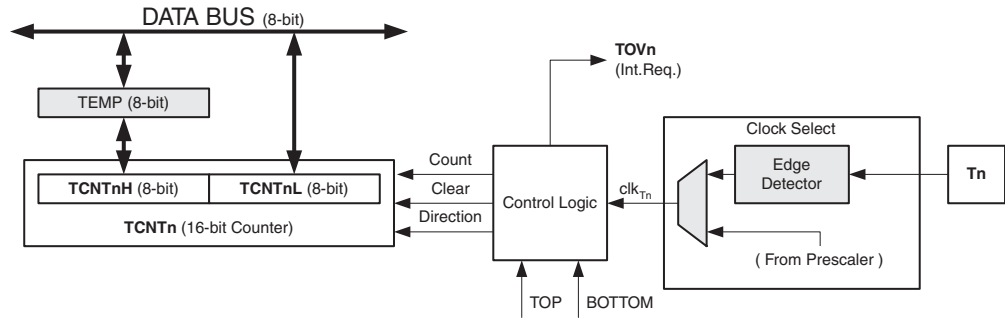 DATA BUS (8-bit)
TOVn
(Int.Req.)
TEMP (8-bit)
Clock Select
Count
Edge
Detector
Tn
TCNTnH (8-bit) TCNTnL (8-bit)
Clear
Control Logic
clkTn
TCNTn (16-bit Counter)
Direction
( From Prescaler )
TOP
BOTTOM